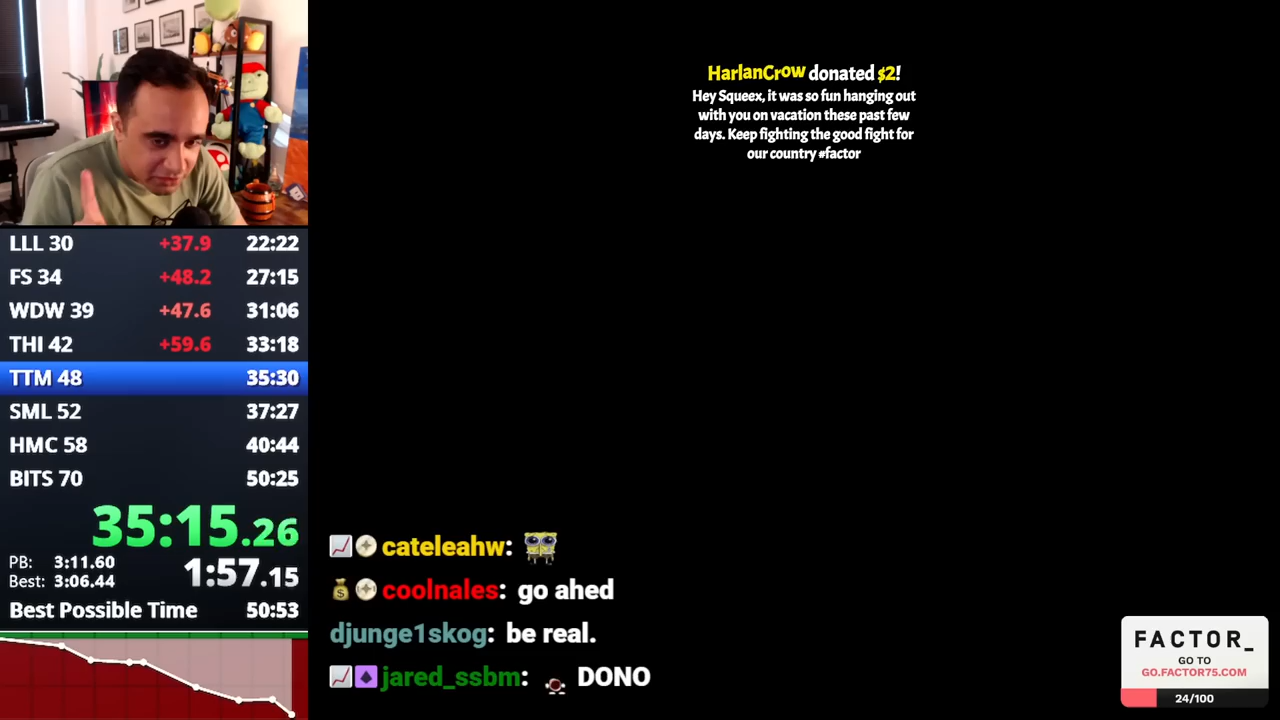 HarlanCrow donated $2!
Hey Squeex, it was so fun hanging out
with you on vacation these past few
days. Keep fighting the good fight for
our country #factor
LLL 30 +37.9 22:22
FS 34 +48.2 27:15
WDW 39 +47.6 31:06
THI 42 +59.6 33:18
TTM 48 35:30
SML 52 37:27
HMC 58 40:44
BITS 70 50:25
35:15.26
PB: 3:11.60
Best: 3:06.44
1:57.15
Best Possible Time 50:53
cateleahw:
coolnales: go ahed
djunge1skog: be real.
jared_ssbm: DONO
FACTOR_
GO TO
GO.FACTOR75.COM
24/100